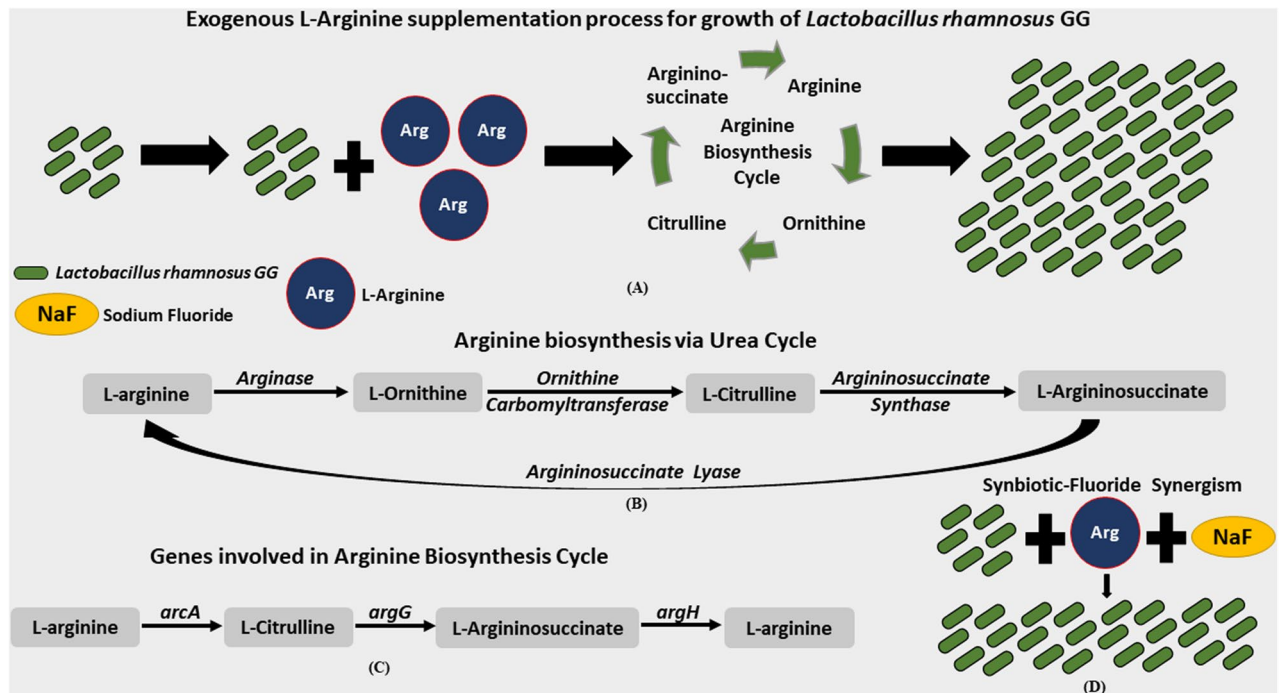 Exogenous L-Arginine supplementation process for growth of Lactobacillus rhamnosus GG
Arg
Arg
Arg
Arginino-
succinate
Arginine
Arginine
Biosynthesis
Cycle
Citrulline
Ornithine
(A)
Lactobacillus rhamnosus GG
NaF
Sodium Fluoride
Arg
L-Arginine
Arginine biosynthesis via Urea Cycle
L-arginine
Arginase
L-Ornithine
Ornithine
Carbomyltransferase
L-Citrulline
Argininosuccinate
Synthase
L-Argininosuccinate
Argininosuccinate Lyase
(B)
Genes involved in Arginine Biosynthesis Cycle
L-arginine
arcA
L-Citrulline
argG
L-Argininosuccinate
argH
L-arginine
(C)
Synbiotic-Fluoride Synergism
Arg
NaF
(D)